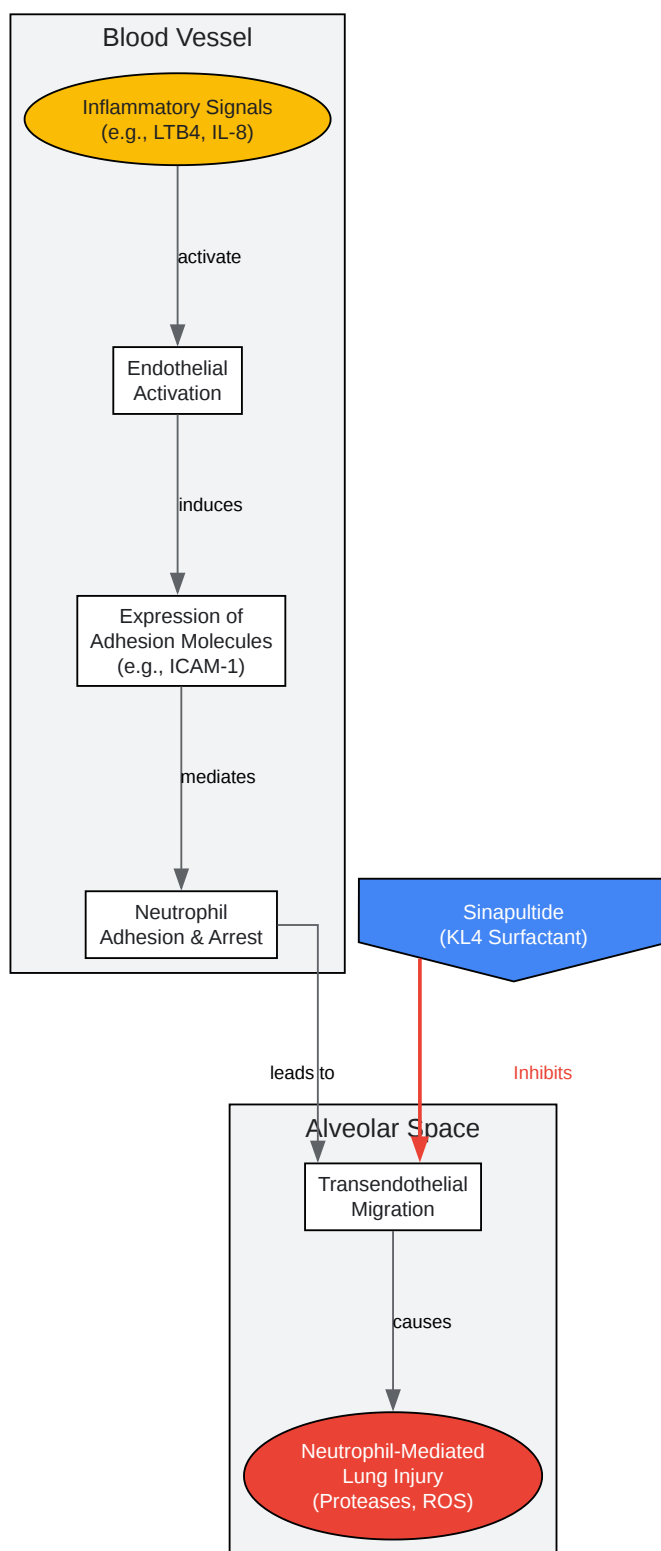 Blood Vessel
Inflammatory Signals
(e.g., LTB4, IL-8)
activate
Endothelial
Activation
induces
Expression of
Adhesion Molecules
(e.g., ICAM-1)
mediates
Neutrophil
Adhesion & Arrest
Sinapultide
(KL4 Surfactant)
leads to
Inhibits
Alveolar Space
Transendothelial
Migration
causes
Neutrophil-Mediated
Lung Injury
(Proteases, ROS)